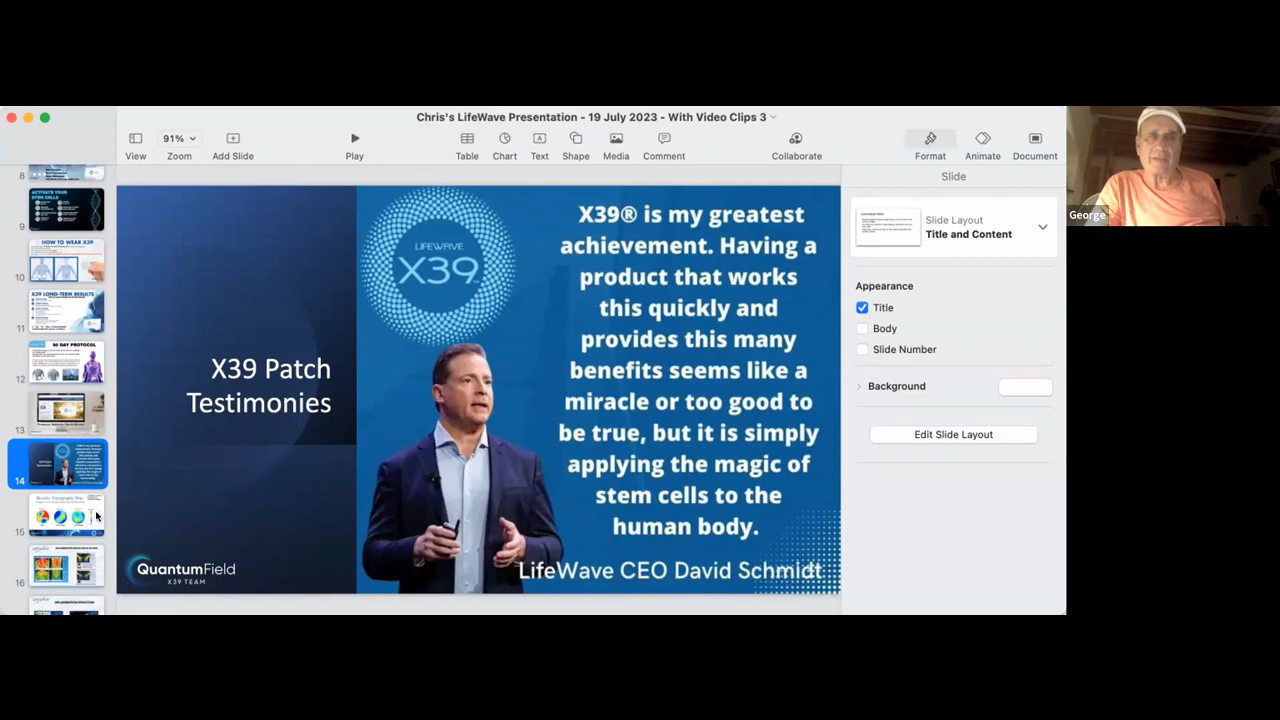 Chris's LifeWave Presentation - 19 July 2023 - With Video Clips 3
View
91%
Zoom
Add Slide
Play
Table
Chart
Text
Shape
Media
Comment
Collaborate
Format
Animate
Document
8
9
ACTIVATE YOUR
STEM CELLS
10
HOW TO WEAR X39
11
X39 LONG-TERM RESULTS
12
30 DAY PROTOCOL
13
14
15
16
X39 Patch
Testimonies
QuantumField
X39 TEAM
LIFEWAVE
X39
X39® is my greatest
achievement. Having a
product that works
this quickly and
provides this many
benefits seems like a
miracle or too good to
be true, but it is simply
applying the magic of
stem cells to the
human body.
LifeWave CEO David Schmidt
Slide
Slide Layout
Title and Content
Appearance
Title
Body
Slide Number
Background
Edit Slide Layout
George